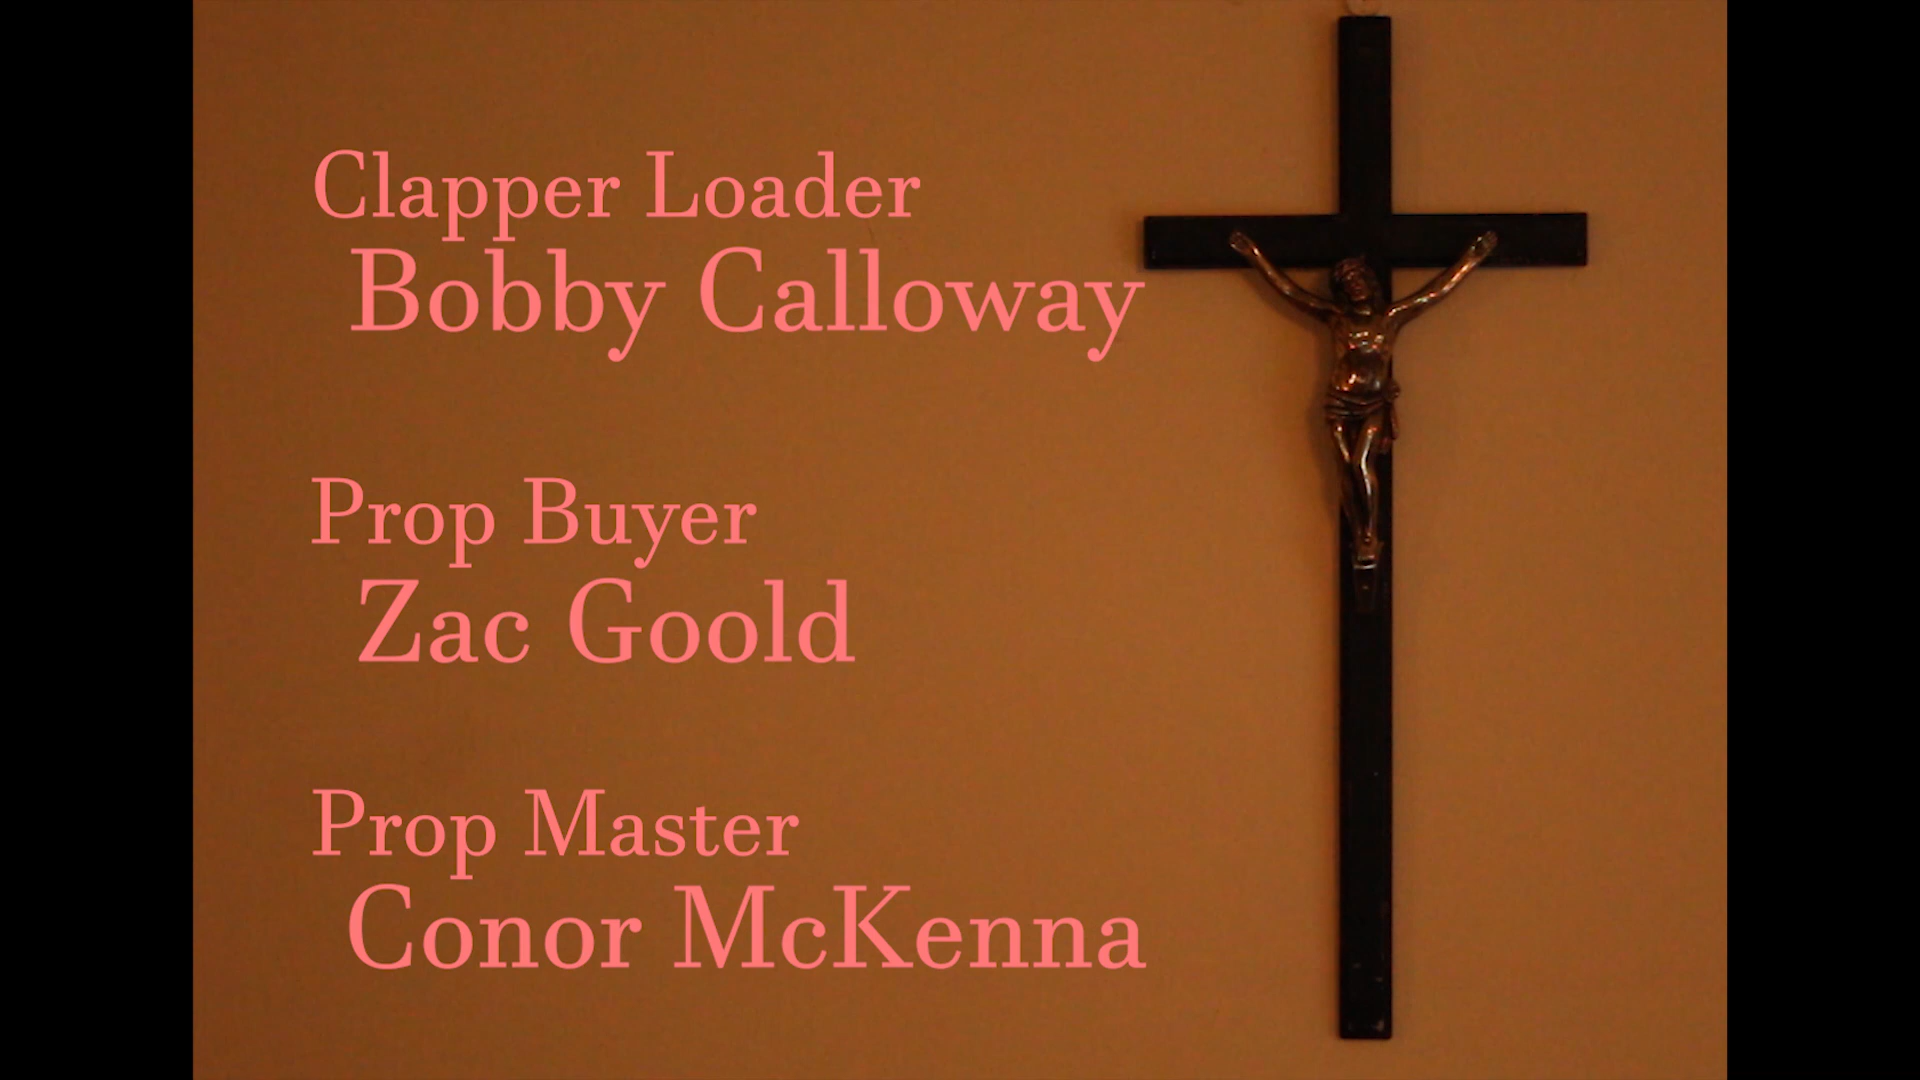 Clapper Loader
Bobby Calloway
Prop Buyer
Zac Goold
Prop Master
Conor McKenna